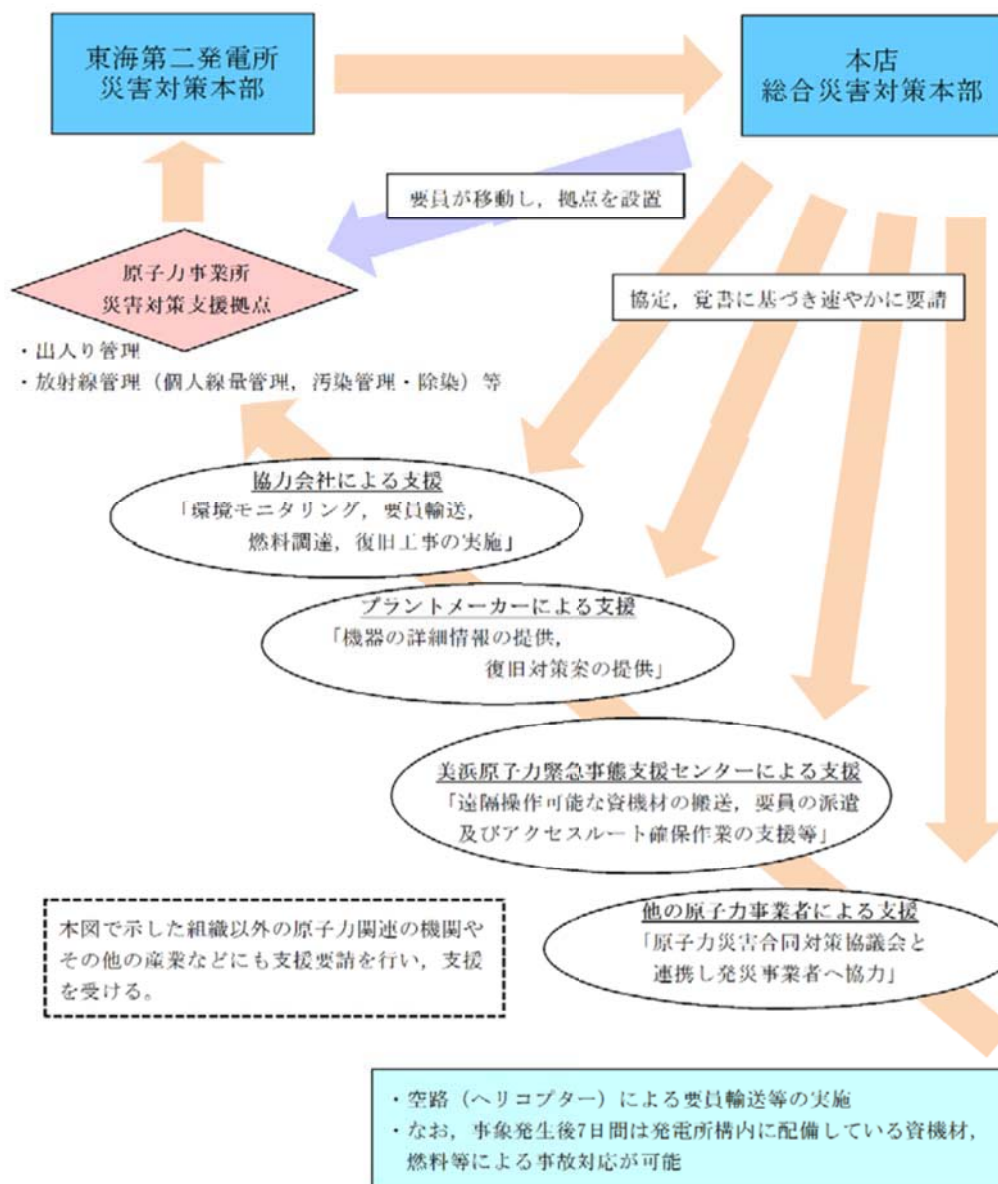 東海第二発電所
災害対策本部
本店
総合災害対策本部
要員が移動し，拠点を設置
原子力事業所
災害対策支援拠点
協定，覚書に基づき速やかに要請
・出入り管理
・放射線管理（個人線量管理，汚染管理・除染）等
協力会社による支援
「環境モニタリング，要員輸送，
燃料調達，復旧工事の実施」
プラントメーカーによる支援
「機器の詳細情報の提供，
復旧対策案の提供」
美浜原子力緊急事態支援センターによる支援
「遠隔操作可能な資機材の搬送，要員の派遣
及びアクセスルート確保作業の支援等」
他の原子力事業者による支援
「原子力災害合同対策協議会と
連携し発災事業者へ協力」
本図で示した組織以外の原子力関連の機関や
その他の産業などにも支援要請を行い，支援
を受ける。
・空路（ヘリコプター）による要員輸送等の実施
・なお，事象発生後7日間は発電所構内に配備している資機材，
燃料等による事故対応が可能